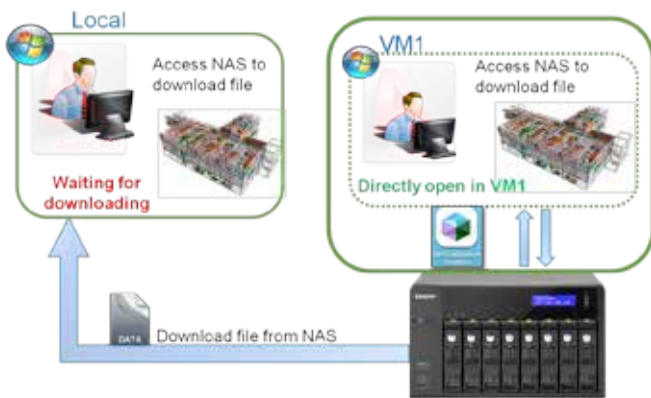 Local
Access NAS to
download file
AutoCAD
Waiting for
downloading
VM1
Access NAS to
download file
Directly open in VM1
DATA
Download file from NAS